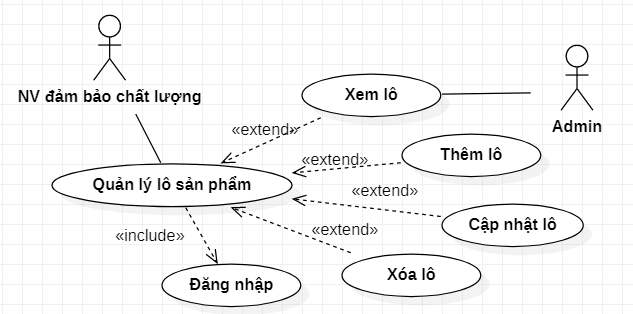 NV đảm bảo chất lượng
Xem lô
Admin
«extend»
Thêm lô
«extend»
Quản lý lô sản phẩm
«extend»
Cập nhật lô
«include»
«extend»
Xóa lô
Đăng nhập